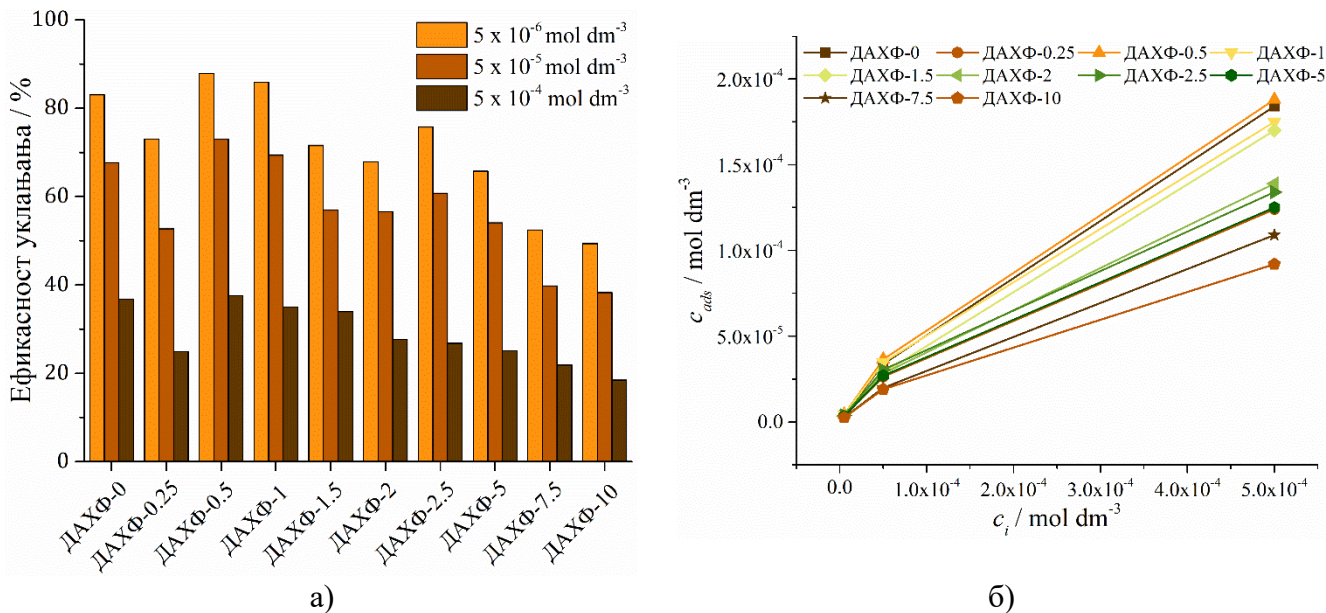 100
80
60
40
20
0
Ефикасност уклањања / %
5 x 10⁻⁶ mol dm⁻³
5 x 10⁻⁵ mol dm⁻³
5 x 10⁻⁴ mol dm⁻³
ДАХФ-0
ДАХФ-0.25
ДАХФ-0.5
ДАХФ-1
ДАХФ-1.5
ДАХФ-2
ДАХФ-2.5
ДАХФ-5
ДАХФ-7.5
ДАХФ-10
а)
ДАХФ-0 ДАХФ-0.25 ДАХФ-0.5 ДАХФ-1
ДАХФ-1.5 ДАХФ-2 ДАХФ-2.5 ДАХФ-5
ДАХФ-7.5 ДАХФ-10
2.0x10⁻⁴
1.5x10⁻⁴
1.0x10⁻⁴
5.0x10⁻⁵
0.0
c_ads / mol dm⁻³
0.0 1.0x10⁻⁴ 2.0x10⁻⁴ 3.0x10⁻⁴ 4.0x10⁻⁴ 5.0x10⁻⁴
c_i / mol dm⁻³
б)